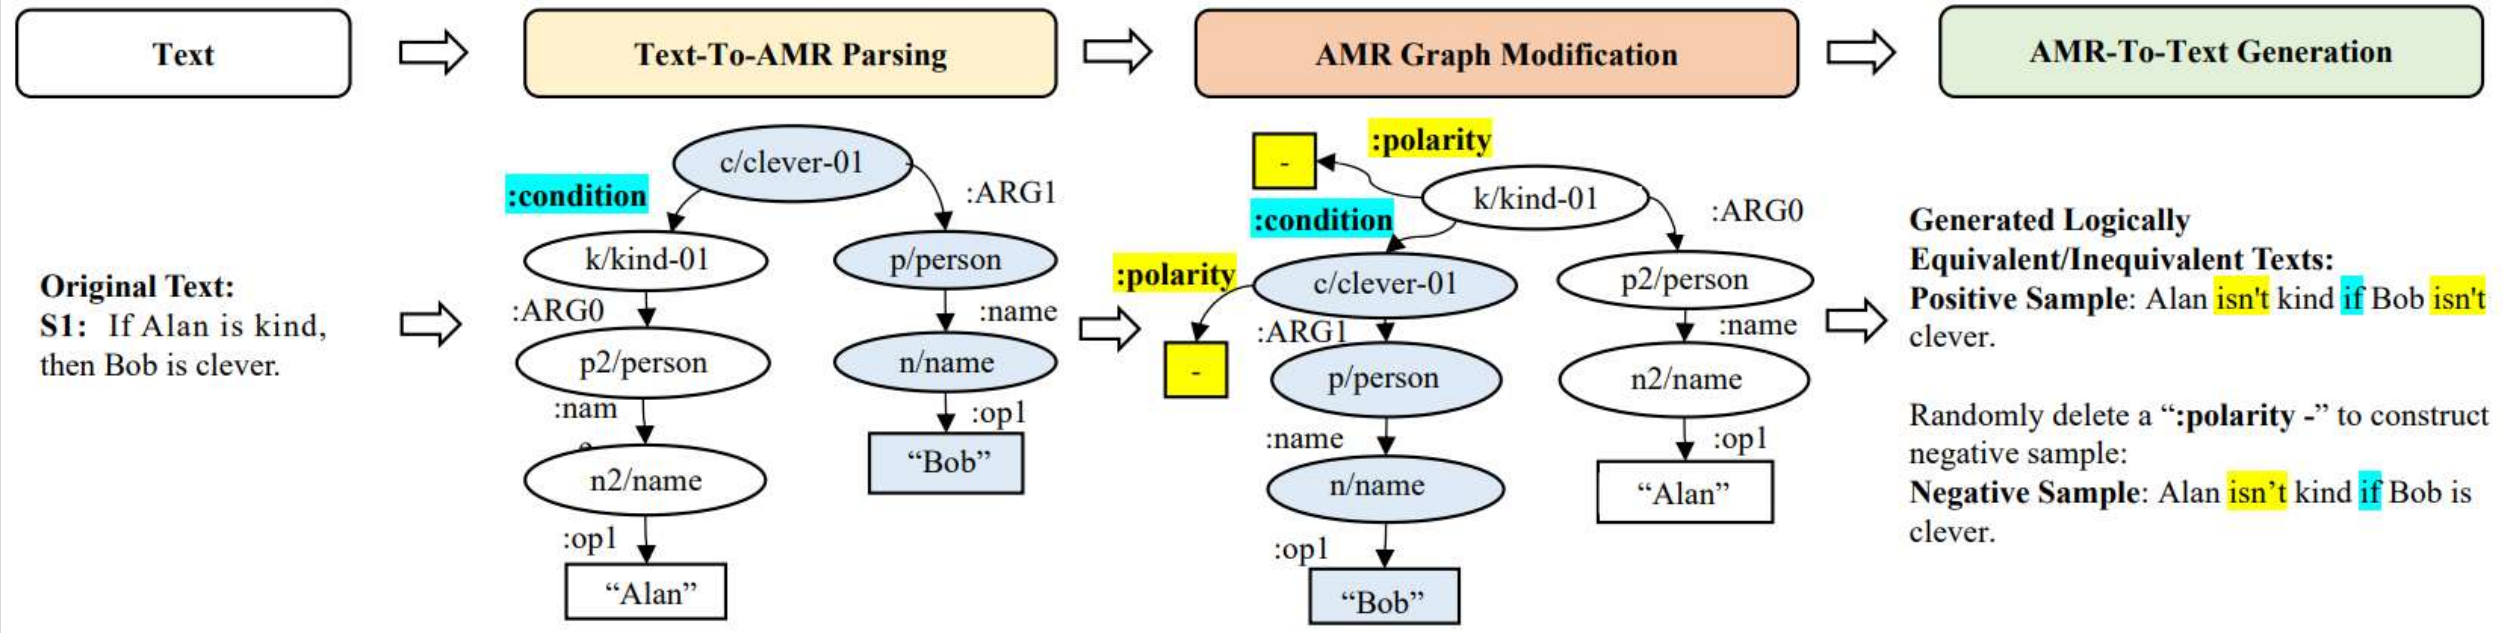 Text
Text-To-AMR Parsing
AMR Graph Modification
AMR-To-Text Generation
Original Text:
S1: If Alan is kind,
then Bob is clever.
c/clever-01
:condition
:ARG1
k/kind-01
p/person
:ARG0
:name
p2/person
n/name
:nam
e
:op1
n2/name
"Bob"
:op1
"Alan"
:polarity
-
k/kind-01
:condition
:ARG0
:polarity
c/clever-01
p2/person
-
:ARG1
:name
p/person
n2/name
:name
:op1
n/name
"Alan"
:op1
"Bob"
Generated Logically
Equivalent/Inequivalent Texts:
Positive Sample: Alan isn't kind if Bob isn't
clever.
Randomly delete a “:polarity -” to construct
negative sample:
Negative Sample: Alan isn’t kind if Bob is
clever.